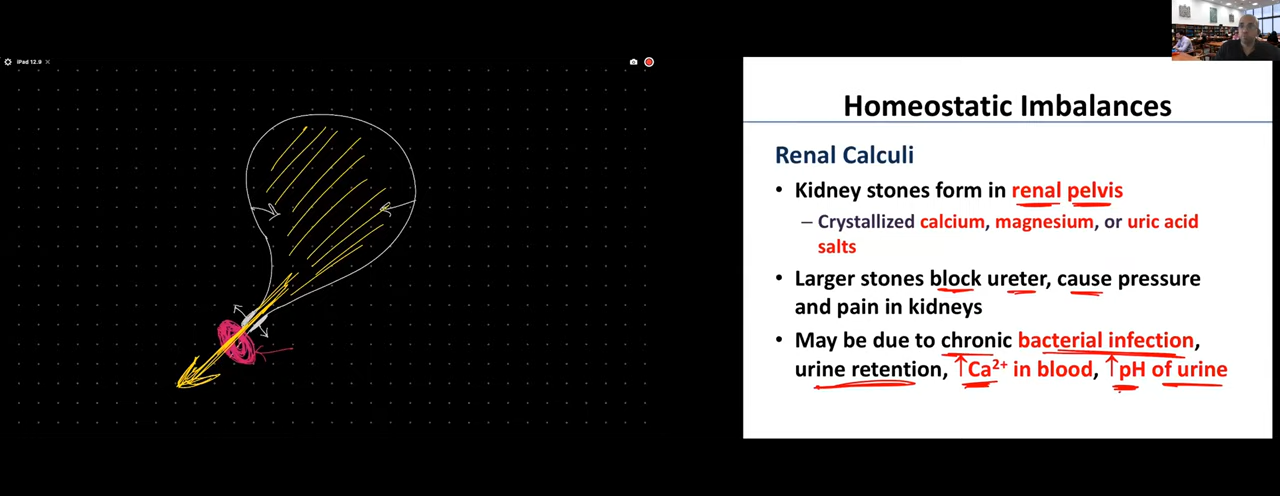 iPad 12.9
Homeostatic Imbalances
Renal Calculi
• Kidney stones form in renal pelvis
– Crystallized calcium, magnesium, or uric acid
salts
• Larger stones block ureter, cause pressure
and pain in kidneys
• May be due to chronic bacterial infection,
urine retention, ↑Ca²⁺ in blood, ↑pH of urine